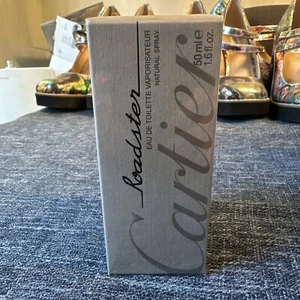 Roadster
EAU DE TOILETTE VAPORISATEUR
NATURAL SPRAY
Cartier
50 ml e
1.6 fl.oz.